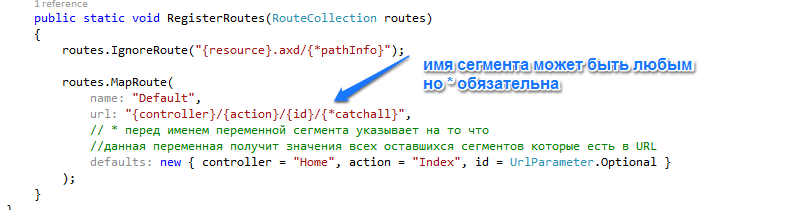 1 reference
public static void RegisterRoutes(RouteCollection routes)
{
routes.IgnoreRoute("{resource}.axd/{*pathInfo}");
имя сегмента может быть любым
но * обязательна
routes.MapRoute(
name: "Default",
url: "{controller}/{action}/{id}/{*catchall}",
// * перед именем переменной сегмента указывает на то что
//данная переменная получит значения всех оставшихся сегментов которые есть в URL
defaults: new { controller = "Home", action = "Index", id = UrlParameter.Optional }
);
}